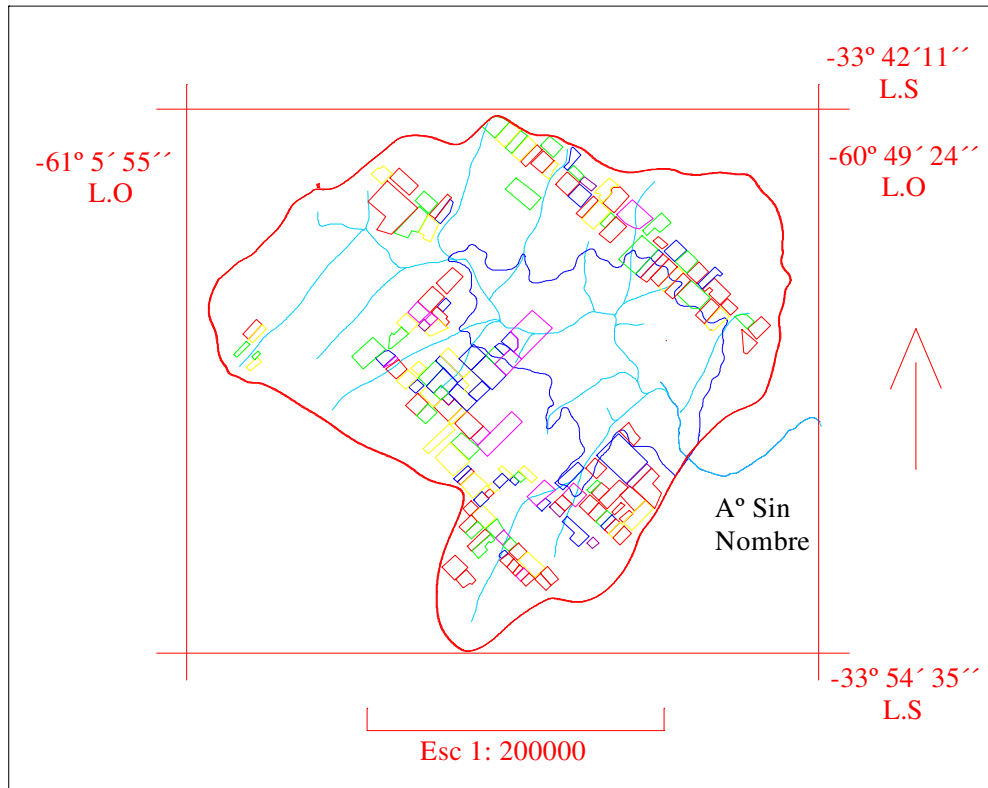 -33º 42´11´´
L.S
-61º 5´55´´
L.O
-60º 49´24´´
L.O
Aº Sin
Nombre
-33º 54´35´´
L.S
Esc 1: 200000